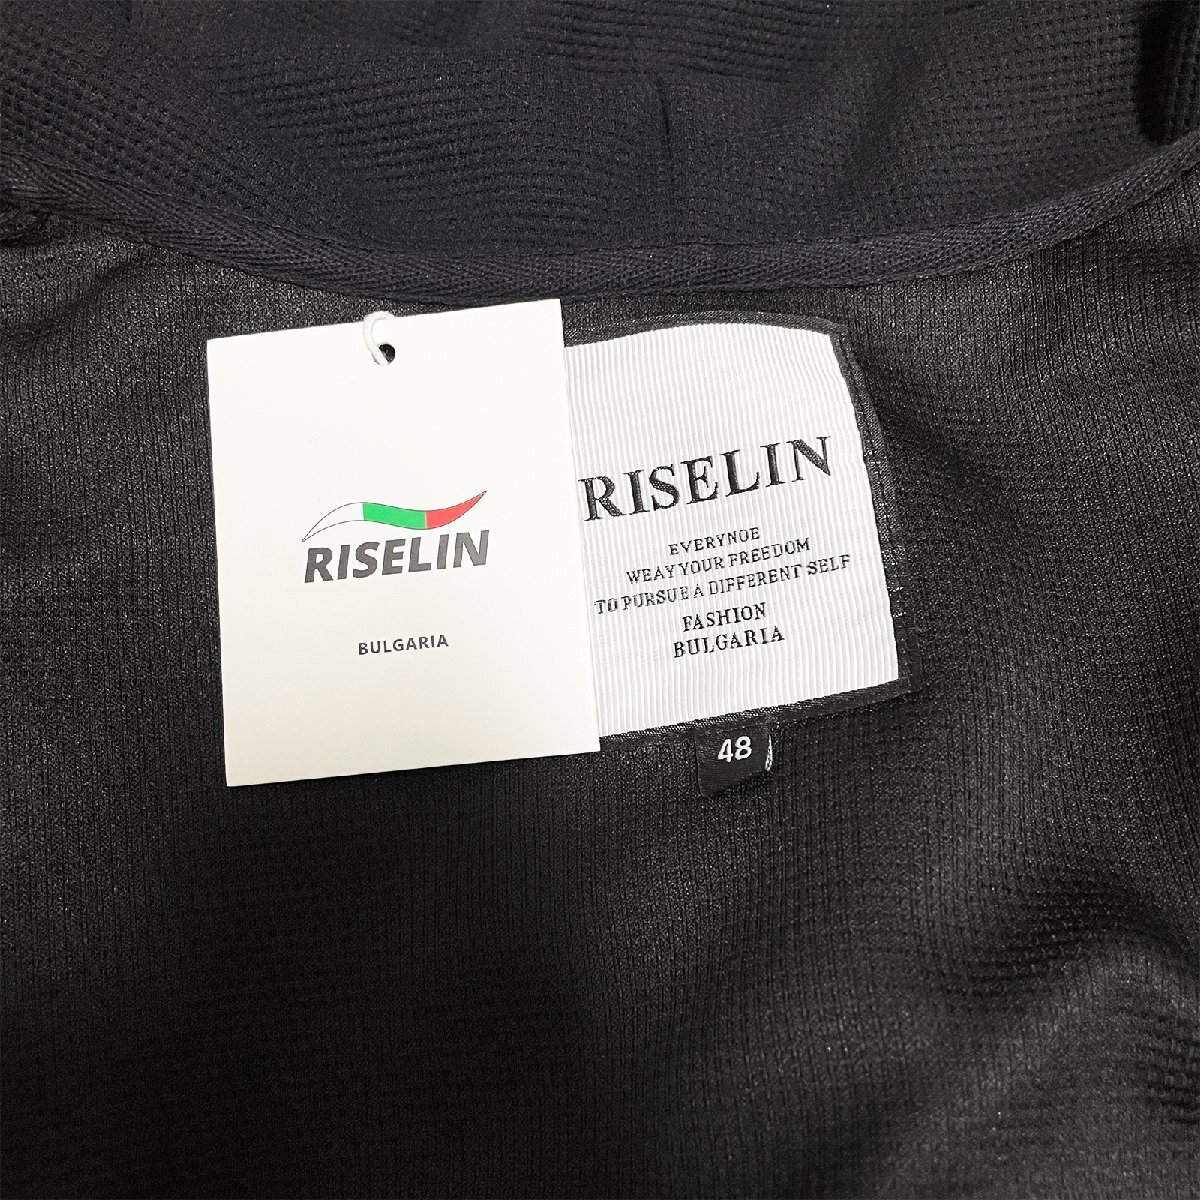 RISELIN
BULGARIA
RISELIN
EVERYNOE
WEAY YOUR FREEDOM
TO PURSUE A DIFFERENT SELF
FASHION
BULGARIA
48